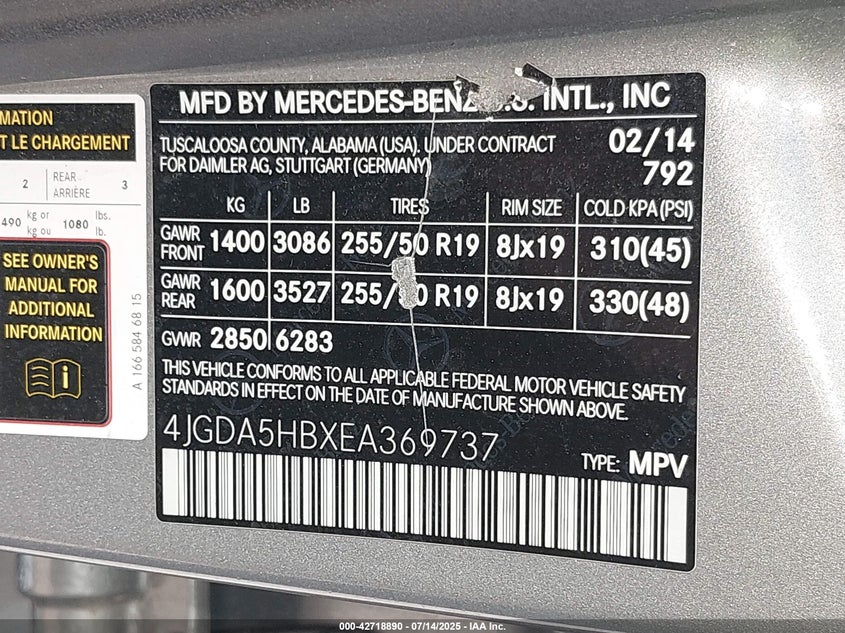 MATION
T LE CHARGEMENT
2 REAR ARRIÈRE 3
490 kg or kg ou 1080 lbs. lb.
SEE OWNER'S
MANUAL FOR
ADDITIONAL
INFORMATION
A 166 584 68 15
MFD BY MERCEDES-BENZ U.S. INTL., INC
TUSCALOOSA COUNTY, ALABAMA (USA). UNDER CONTRACT
FOR DAIMLER AG, STUTTGART (GERMANY)
02/14
792
KG LB TIRES RIM SIZE COLD KPA (PSI)
GAWR FRONT 1400 3086 255/50 R19 8Jx19 310(45)
GAWR REAR 1600 3527 255/50 R19 8Jx19 330(48)
GVWR 2850 6283
THIS VEHICLE CONFORMS TO ALL APPLICABLE FEDERAL MOTOR VEHICLE SAFETY
STANDARDS IN EFFECT ON THE DATE OF MANUFACTURE SHOWN ABOVE.
4JGDA5HBXEA369737
TYPE: MPV
000-42718890 - 07/14/2025 - IAA Inc.